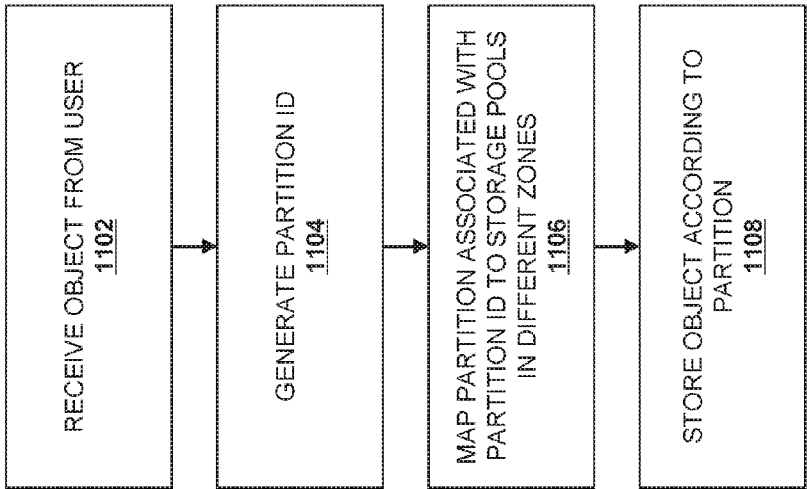 RECEIVE OBJECT FROM USER
1102
GENERATE PARTITION ID
1104
MAP PARTITION ASSOCIATED WITH
PARTITION ID TO STORAGE POOLS
IN DIFFERENT ZONES
1106
STORE OBJECT ACCORDING TO
PARTITION
1108